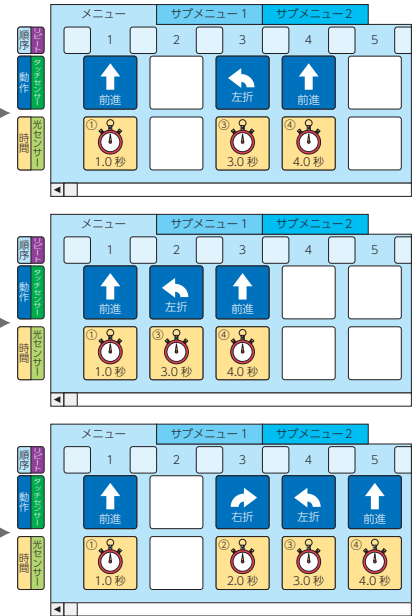 メニュー サブメニュー1 サブメニュー2
順序 リピート 1 2 3 4 5
動作 タッチセンサー 前進 左折 前進
時間 光センサー ① 1.0秒 ③ 3.0秒 ④ 4.0秒
メニュー サブメニュー1 サブメニュー2
順序 リピート 1 2 3 4 5
動作 タッチセンサー 前進 左折 前進
時間 光センサー ① 1.0秒 ③ 3.0秒 ④ 4.0秒
メニュー サブメニュー1 サブメニュー2
順序 リピート 1 2 3 4 5
動作 タッチセンサー 前進 右折 左折 前進
時間 光センサー ① 1.0秒 ② 2.0秒 ③ 3.0秒 ④ 4.0秒